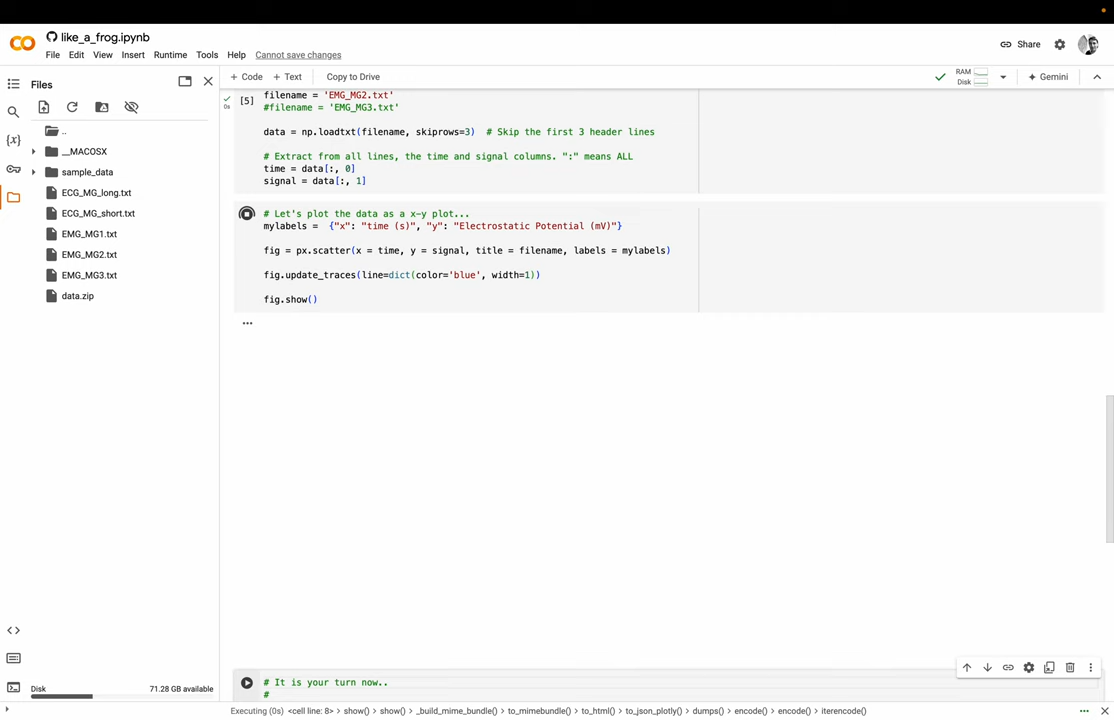 like_a_frog.ipynb
File Edit View Insert Runtime Tools Help Cannot save changes
Share
Files
+ Code + Text Copy to Drive
RAM
Disk
Gemini
..
__MACOSX
sample_data
ECG_MG_long.txt
ECG_MG_short.txt
EMG_MG1.txt
EMG_MG2.txt
EMG_MG3.txt
data.zip
Disk 71.28 GB available
0s
[5]
filename = 'EMG_MG2.txt'
#filename = 'EMG_MG3.txt'
data = np.loadtxt(filename, skiprows=3)  # Skip the first 3 header lines
# Extract from all lines, the time and signal columns. ":" means ALL
time = data[:, 0]
signal = data[:, 1]
# Let's plot the data as a x-y plot...
mylabels =  {"x": "time (s)", "y": "Electrostatic Potential (mV)"}
fig = px.scatter(x = time, y = signal, title = filename, labels = mylabels)
fig.update_traces(line=dict(color='blue', width=1))
fig.show()
...
# It is your turn now..
#
Executing (0s) <cell line: 8> > show() > show() > _build_mime_bundle() > to_mimebundle() > to_html() > to_json_plotly() > dumps() > encode() > encode() > iterencode()